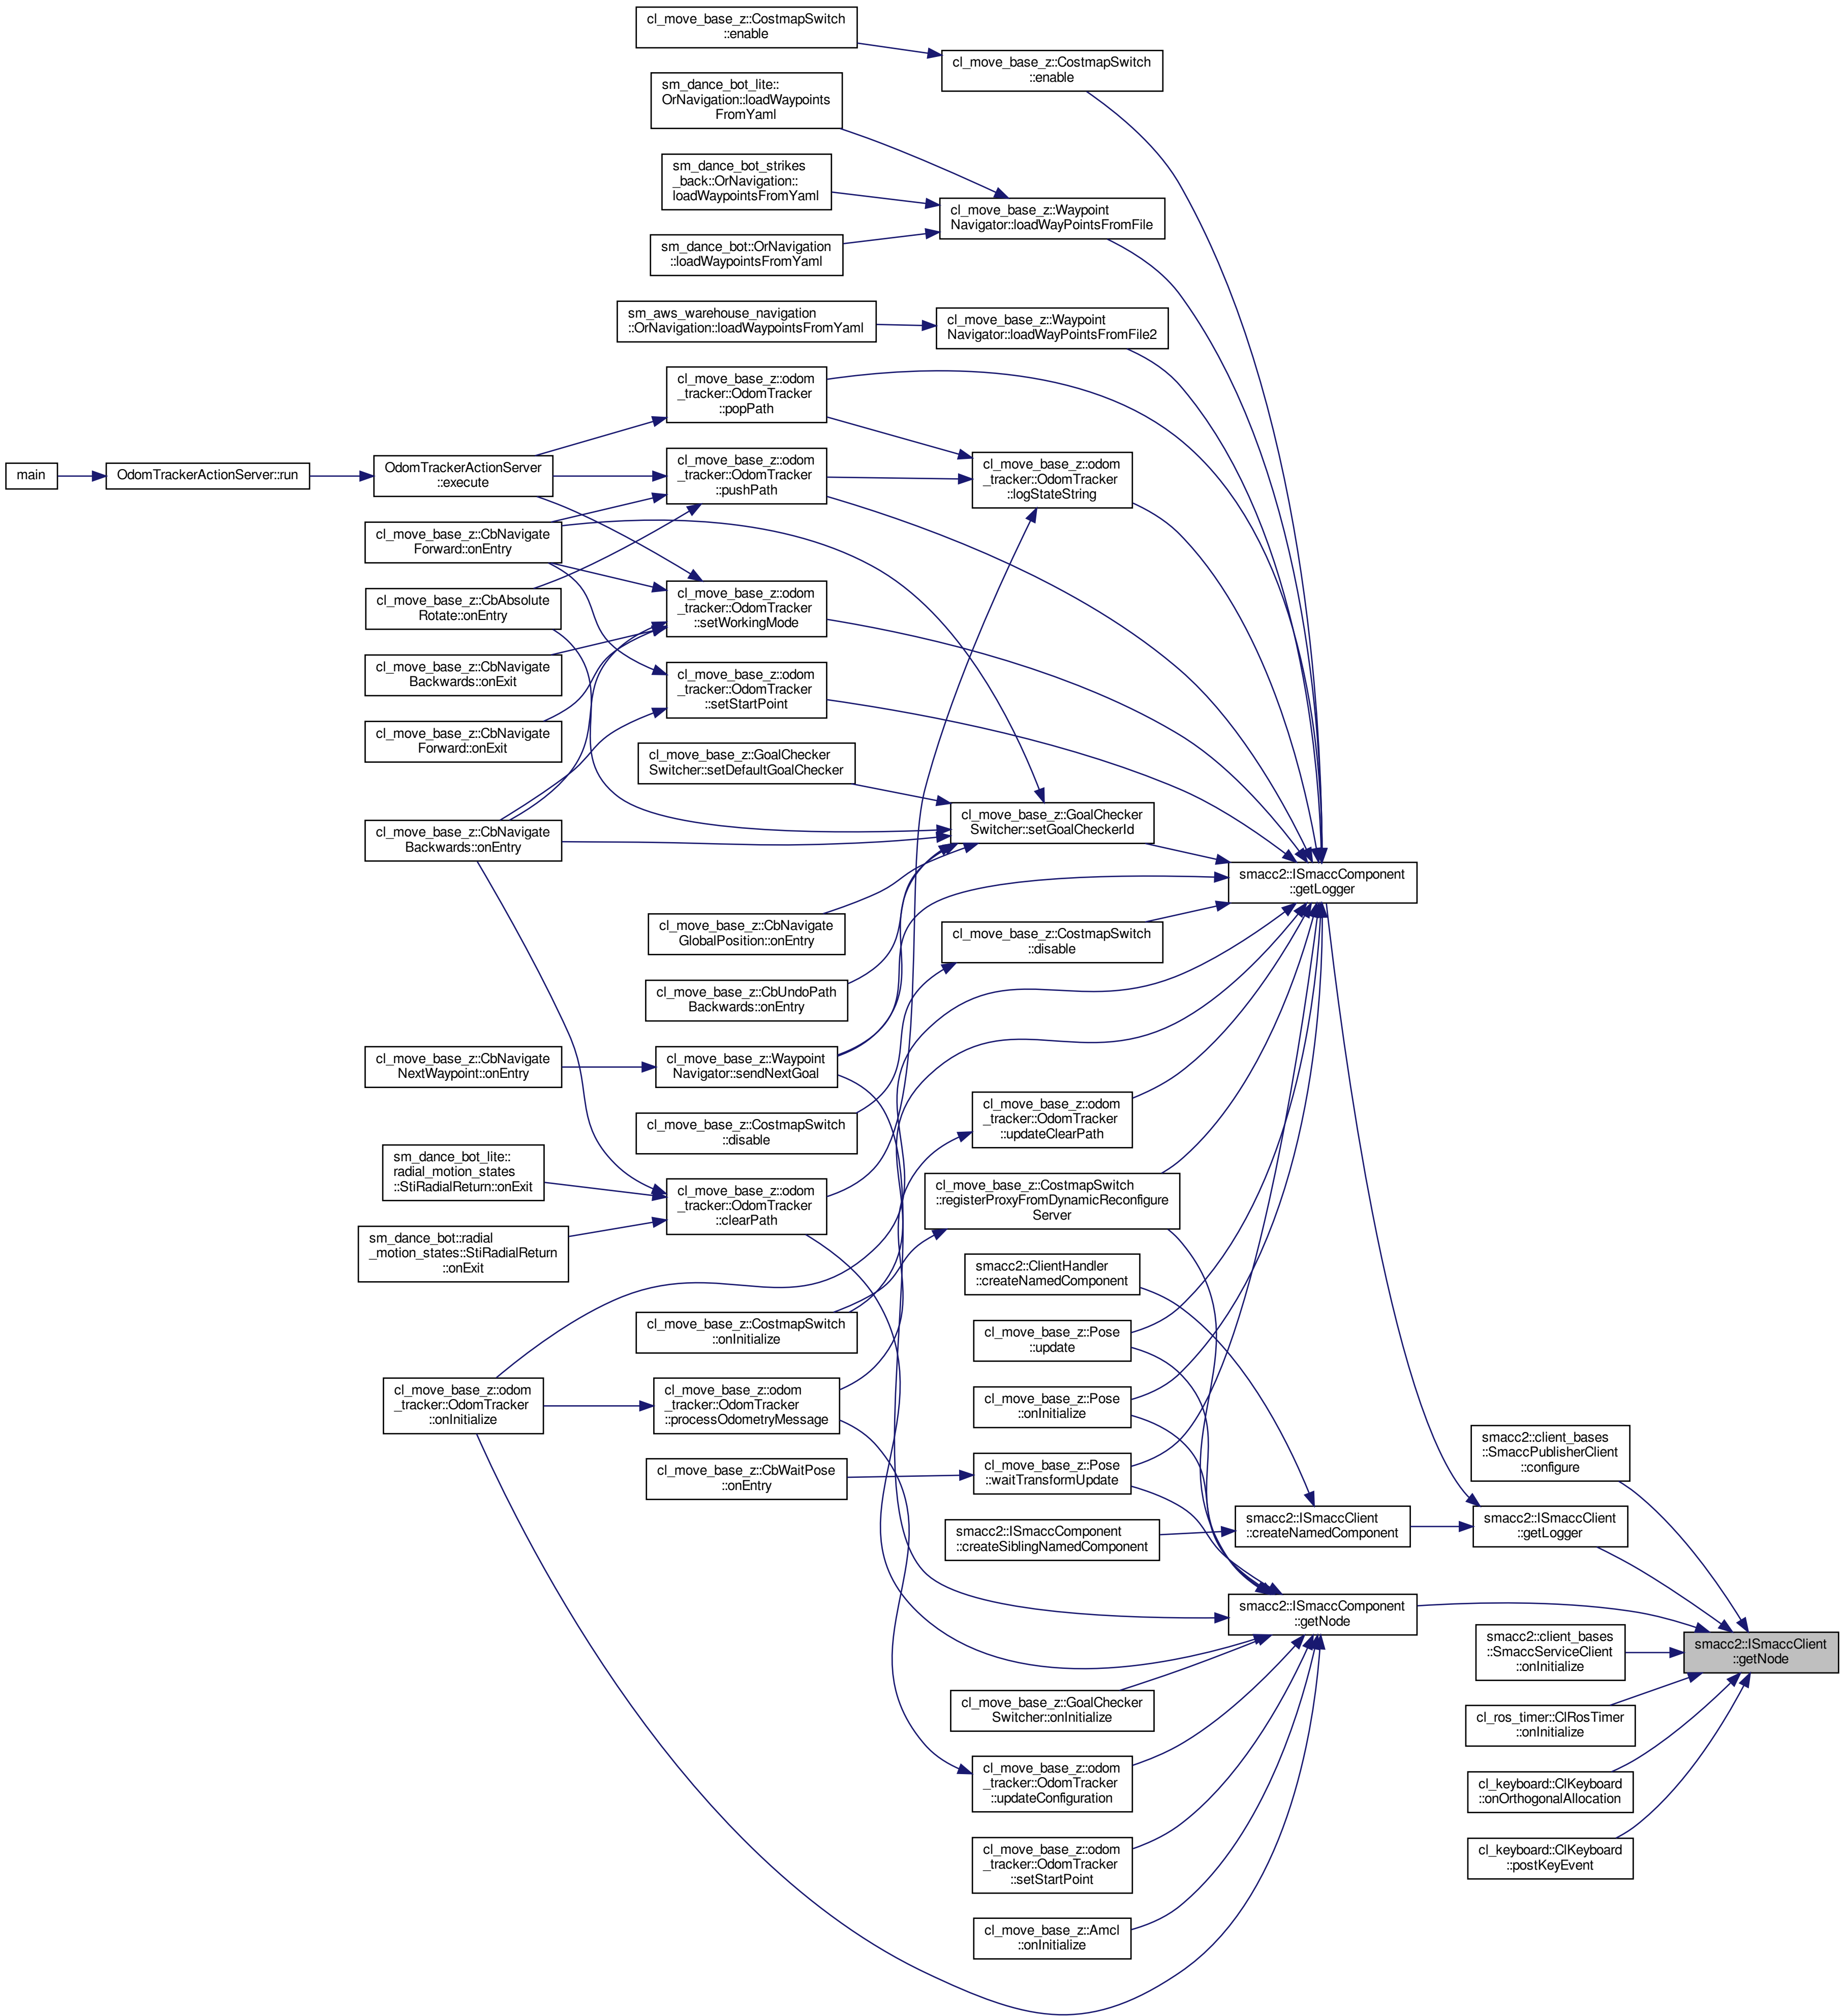 cl_move_base_z::CostmapSwitch
::enable
cl_move_base_z::CostmapSwitch
::enable
sm_dance_bot_lite::
OrNavigation::loadWaypoints
FromYaml
sm_dance_bot_strikes
_back::OrNavigation::
loadWaypointsFromYaml
cl_move_base_z::Waypoint
Navigator::loadWayPointsFromFile
sm_dance_bot::OrNavigation
::loadWaypointsFromYaml
sm_aws_warehouse_navigation
::OrNavigation::loadWaypointsFromYaml
cl_move_base_z::Waypoint
Navigator::loadWayPointsFromFile2
cl_move_base_z::odom
_tracker::OdomTracker
::popPath
main
OdomTrackerActionServer::run
OdomTrackerActionServer
::execute
cl_move_base_z::odom
_tracker::OdomTracker
::pushPath
cl_move_base_z::odom
_tracker::OdomTracker
::logStateString
cl_move_base_z::CbNavigate
Forward::onEntry
cl_move_base_z::CbAbsolute
Rotate::onEntry
cl_move_base_z::odom
_tracker::OdomTracker
::setWorkingMode
cl_move_base_z::CbNavigate
Backwards::onExit
cl_move_base_z::odom
_tracker::OdomTracker
::setStartPoint
cl_move_base_z::CbNavigate
Forward::onExit
cl_move_base_z::GoalChecker
Switcher::setDefaultGoalChecker
cl_move_base_z::GoalChecker
Switcher::setGoalCheckerId
cl_move_base_z::CbNavigate
Backwards::onEntry
smacc2::ISmaccComponent
::getLogger
cl_move_base_z::CbNavigate
GlobalPosition::onEntry
cl_move_base_z::CostmapSwitch
::disable
cl_move_base_z::CbUndoPath
Backwards::onEntry
cl_move_base_z::CbNavigate
NextWaypoint::onEntry
cl_move_base_z::Waypoint
Navigator::sendNextGoal
cl_move_base_z::CostmapSwitch
::disable
cl_move_base_z::odom
_tracker::OdomTracker
::updateClearPath
sm_dance_bot_lite::
radial_motion_states
::StiRadialReturn::onExit
cl_move_base_z::odom
_tracker::OdomTracker
::clearPath
cl_move_base_z::CostmapSwitch
::registerProxyFromDynamicReconfigure
Server
sm_dance_bot::radial
_motion_states::StiRadialReturn
::onExit
smacc2::ClientHandler
::createNamedComponent
cl_move_base_z::CostmapSwitch
::onInitialize
cl_move_base_z::Pose
::update
cl_move_base_z::odom
_tracker::OdomTracker
::onInitialize
cl_move_base_z::odom
_tracker::OdomTracker
::processOdometryMessage
cl_move_base_z::Pose
::onInitialize
smacc2::client_bases
::SmaccPublisherClient
::configure
cl_move_base_z::CbWaitPose
::onEntry
cl_move_base_z::Pose
::waitTransformUpdate
smacc2::ISmaccComponent
::createSiblingNamedComponent
smacc2::ISmaccClient
::createNamedComponent
smacc2::ISmaccClient
::getLogger
smacc2::ISmaccComponent
::getNode
smacc2::client_bases
::SmaccServiceClient
::onInitialize
smacc2::ISmaccClient
::getNode
cl_move_base_z::GoalChecker
Switcher::onInitialize
cl_ros_timer::ClRosTimer
::onInitialize
cl_move_base_z::odom
_tracker::OdomTracker
::updateConfiguration
cl_keyboard::ClKeyboard
::onOrthogonalAllocation
cl_move_base_z::odom
_tracker::OdomTracker
::setStartPoint
cl_keyboard::ClKeyboard
::postKeyEvent
cl_move_base_z::Amcl
::onInitialize